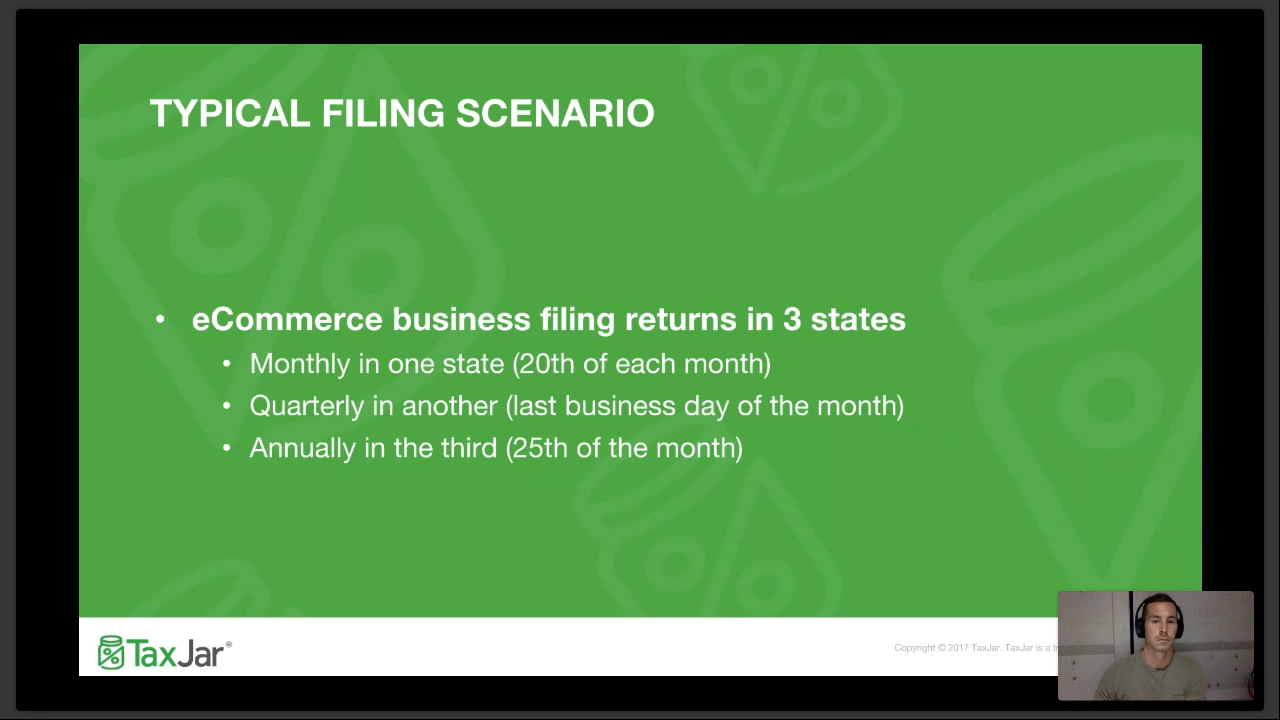 TYPICAL FILING SCENARIO
• eCommerce business filing returns in 3 states
• Monthly in one state (20th of each month)
• Quarterly in another (last business day of the month)
• Annually in the third (25th of the month)
TaxJar®
Copyright © 2017 TaxJar. TaxJar is a